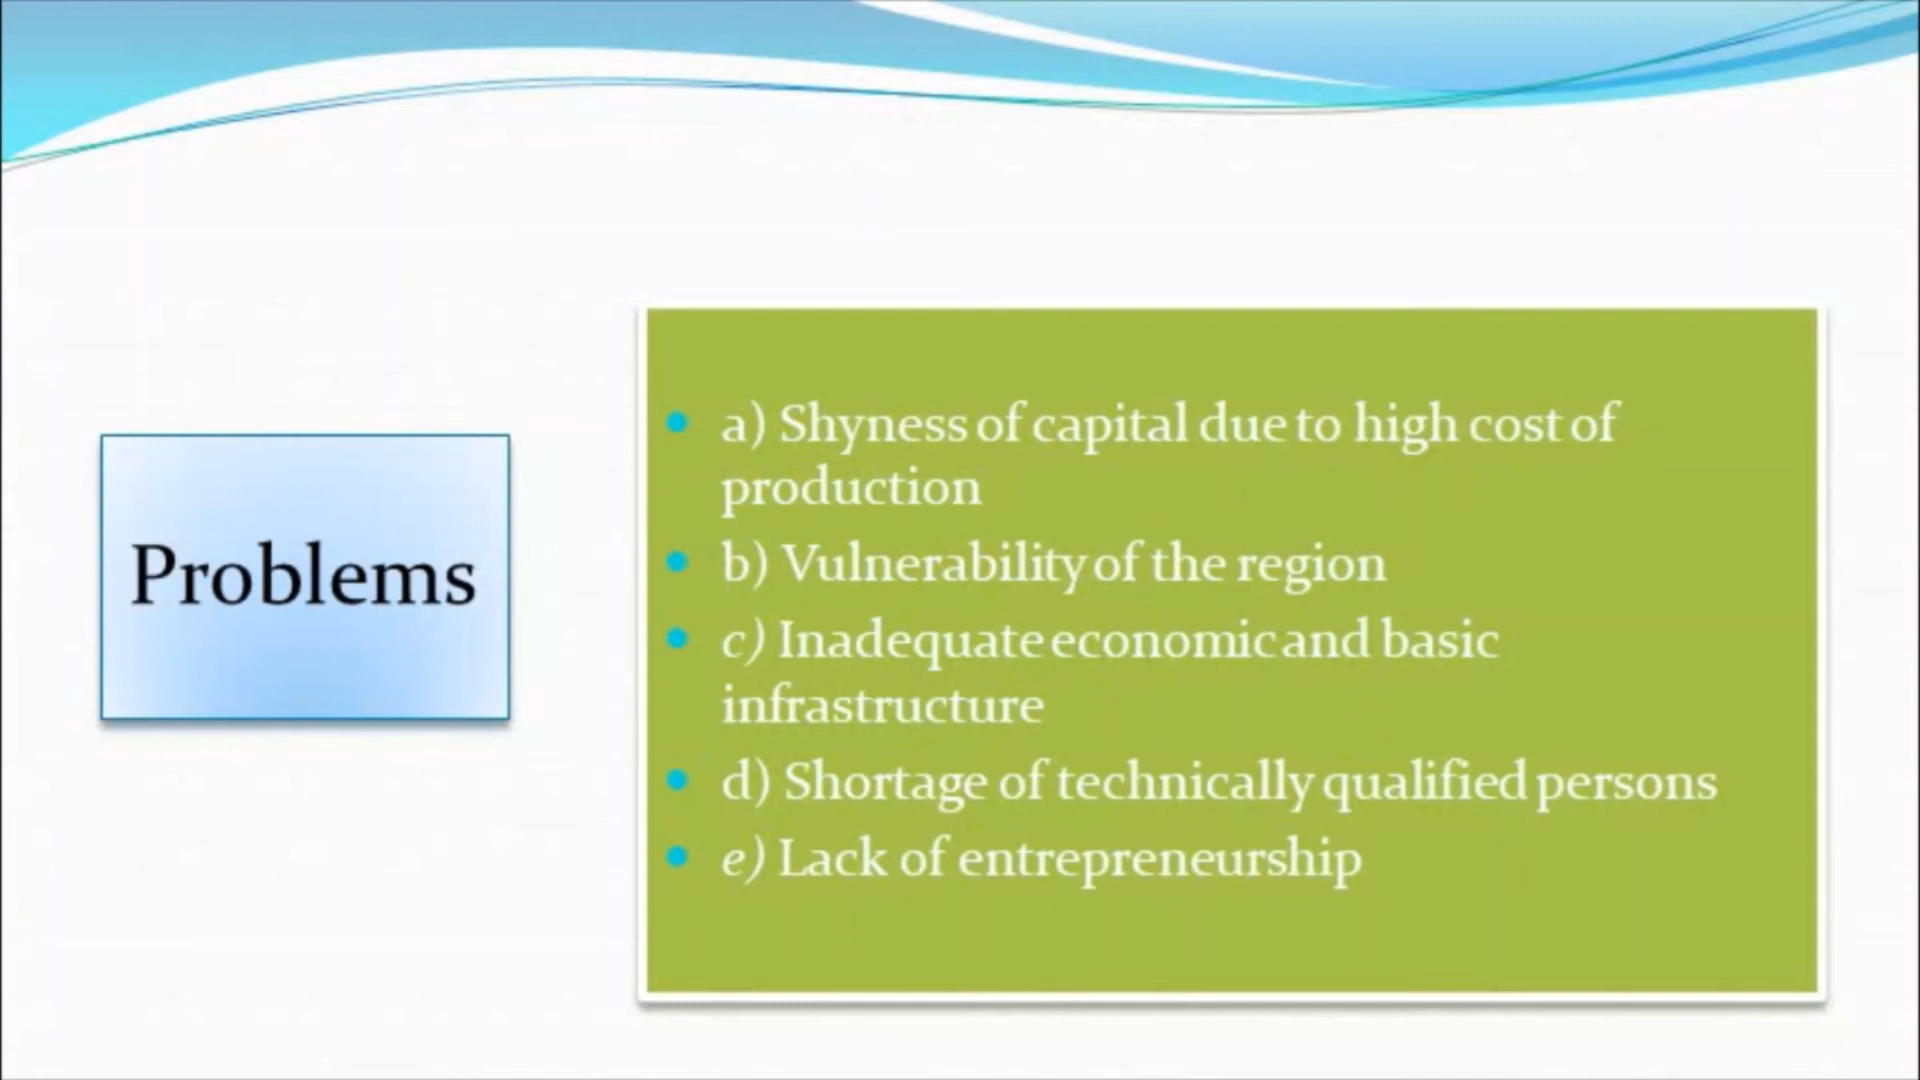 Problems
a) Shyness of capital due to high cost of
production
b) Vulnerability of the region
c) Inadequate economic and basic
infrastructure
d) Shortage of technically qualified persons
e) Lack of entrepreneurship